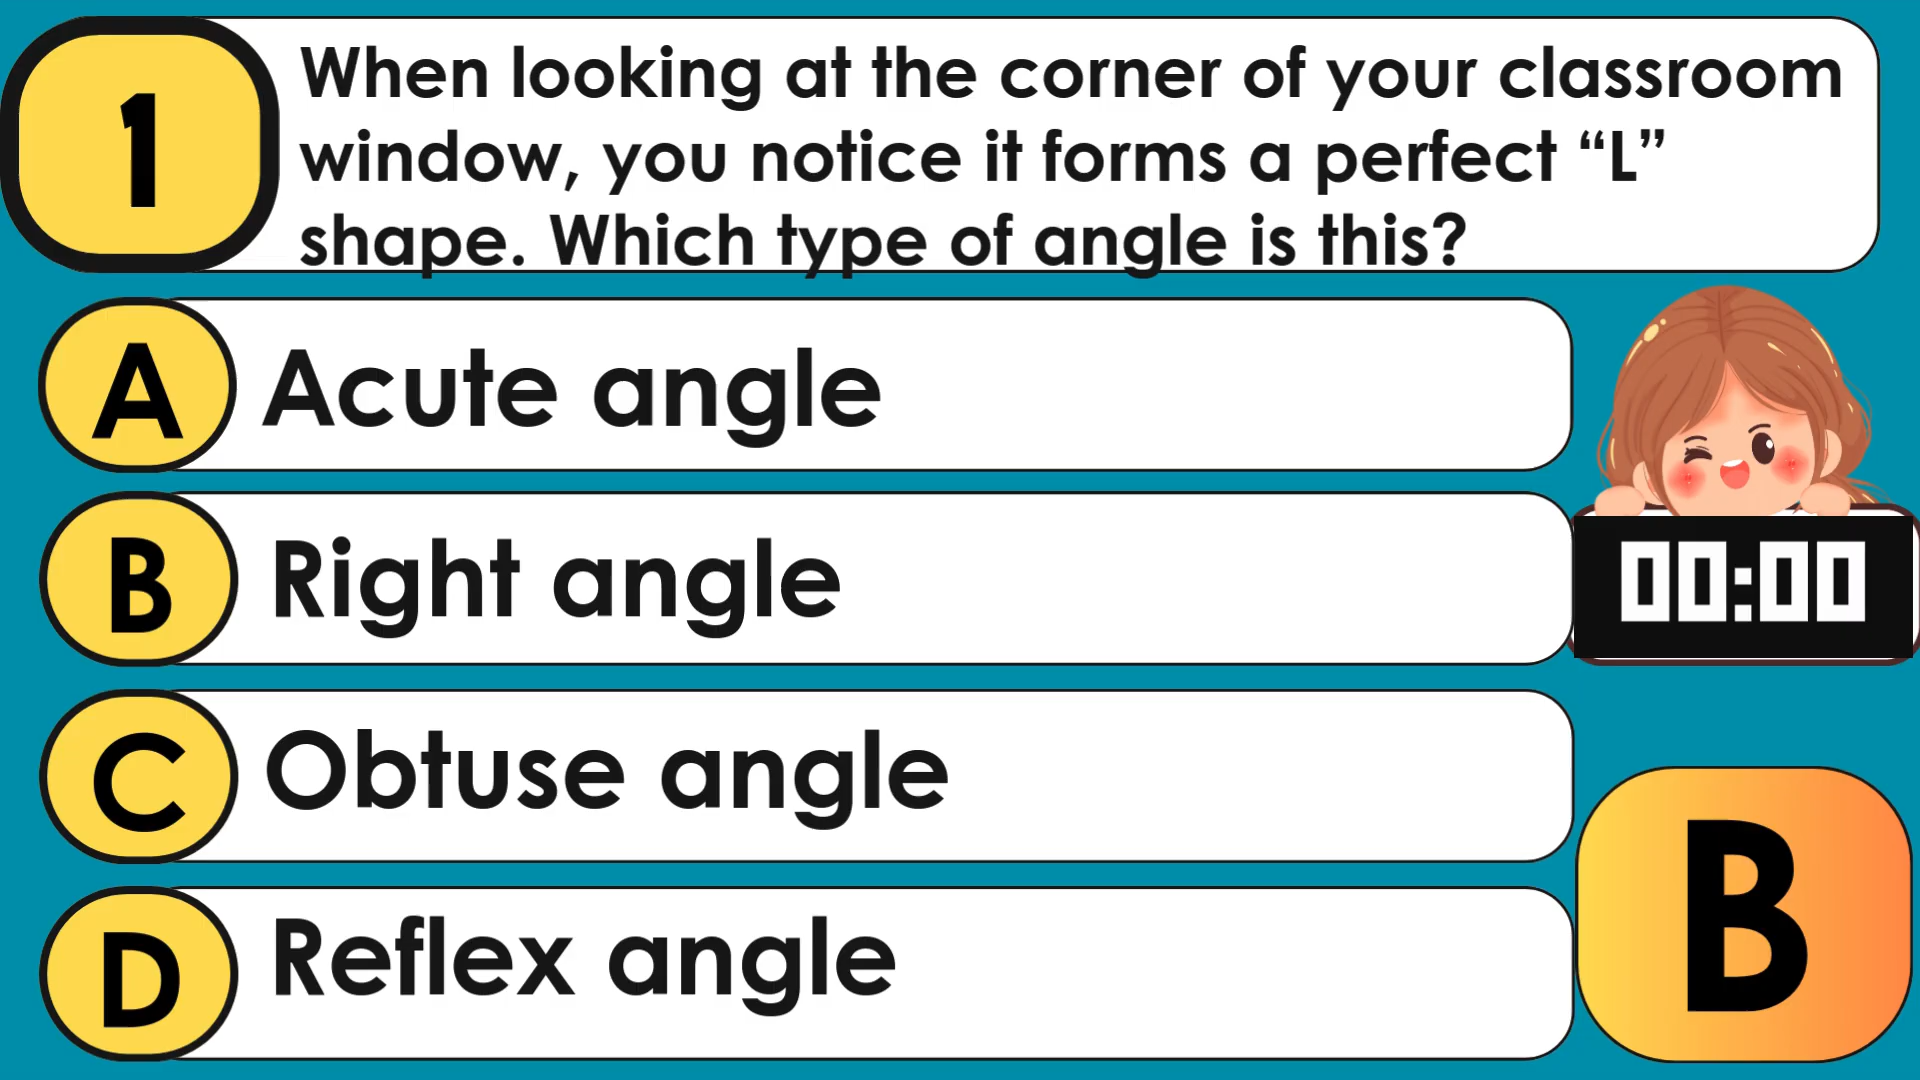 1
When looking at the corner of your classroom
window, you notice it forms a perfect “L”
shape. Which type of angle is this?
A Acute angle
B Right angle
00:00
C Obtuse angle
D Reflex angle
B